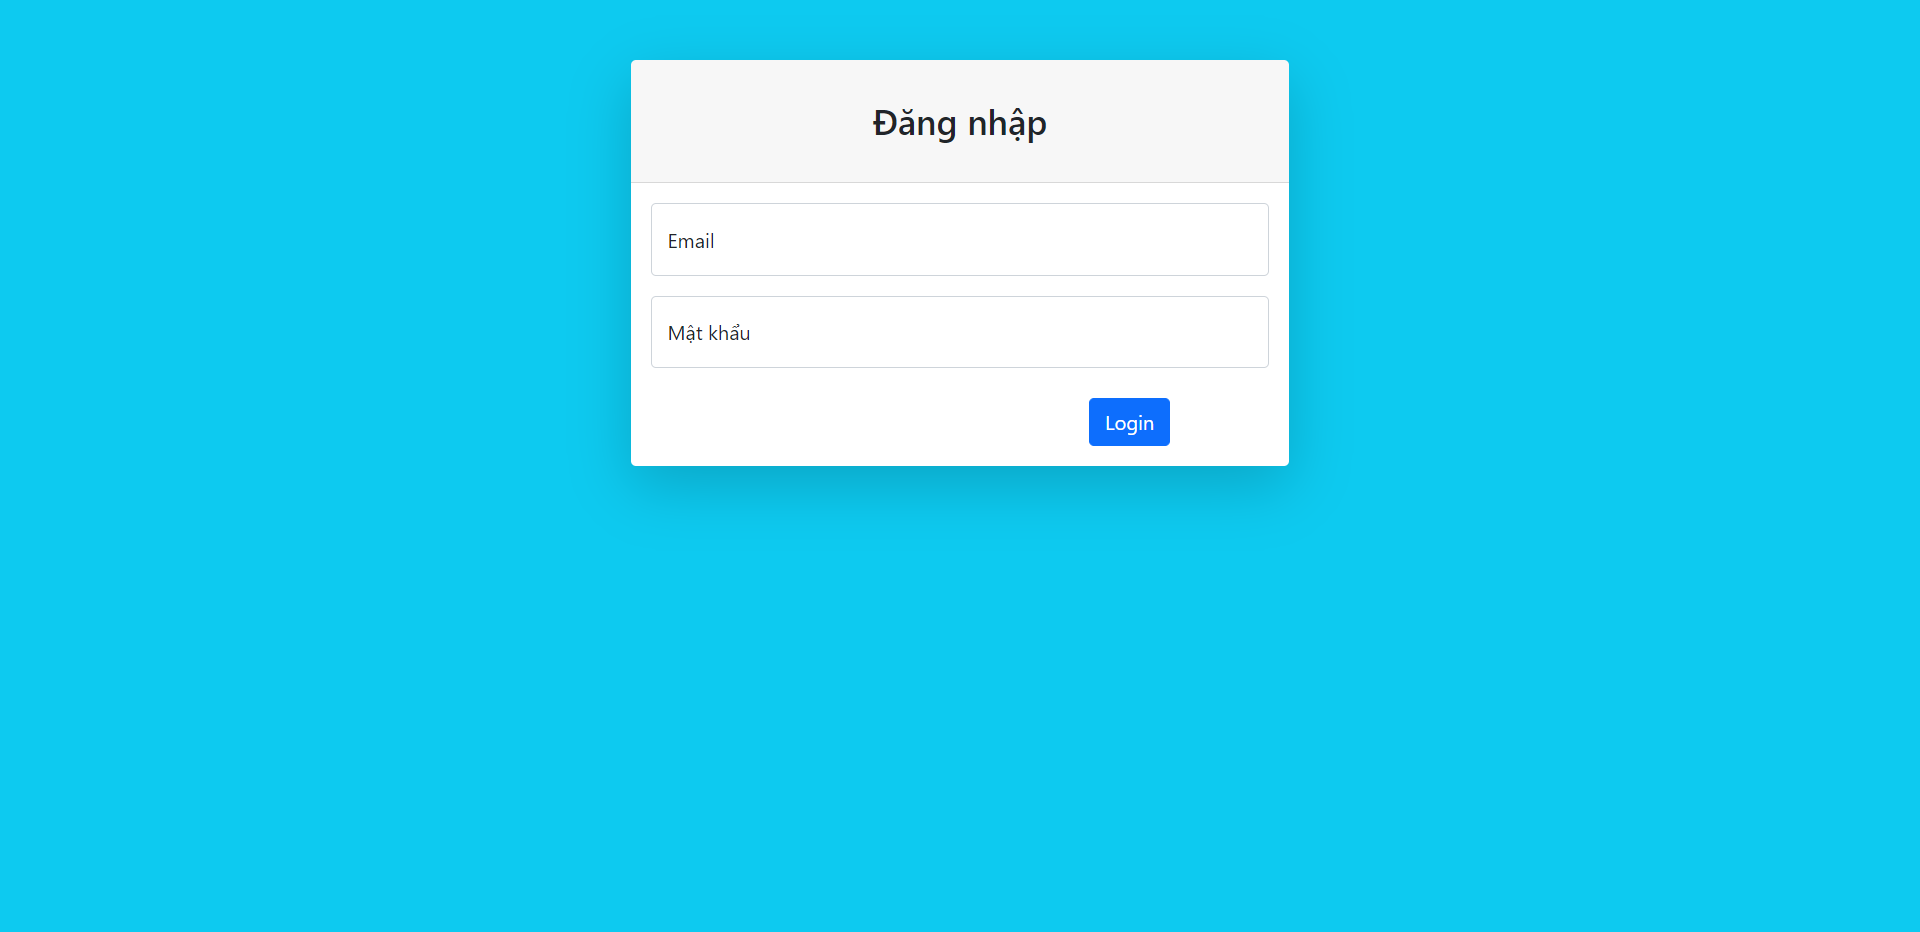 Đăng nhập
Email
Mật khẩu
Login